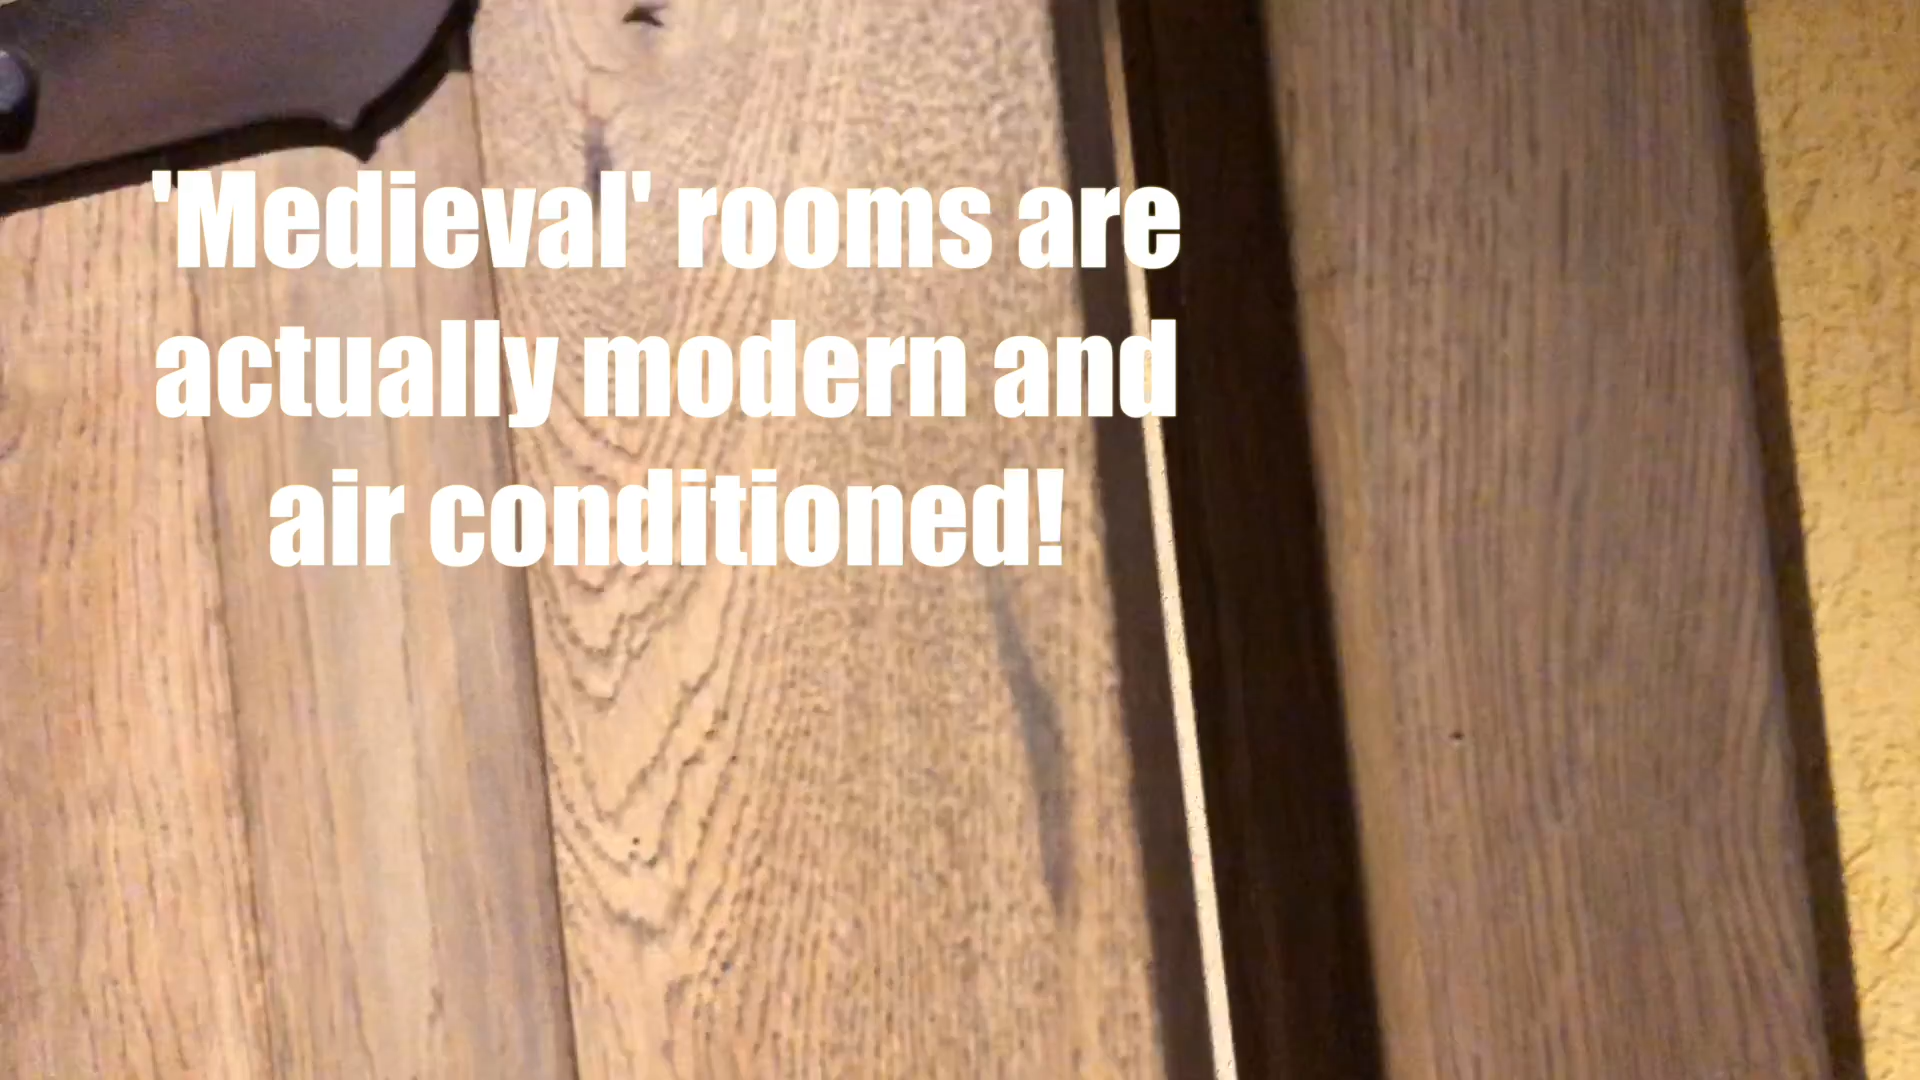 'Medieval' rooms are
actually modern and
air conditioned!